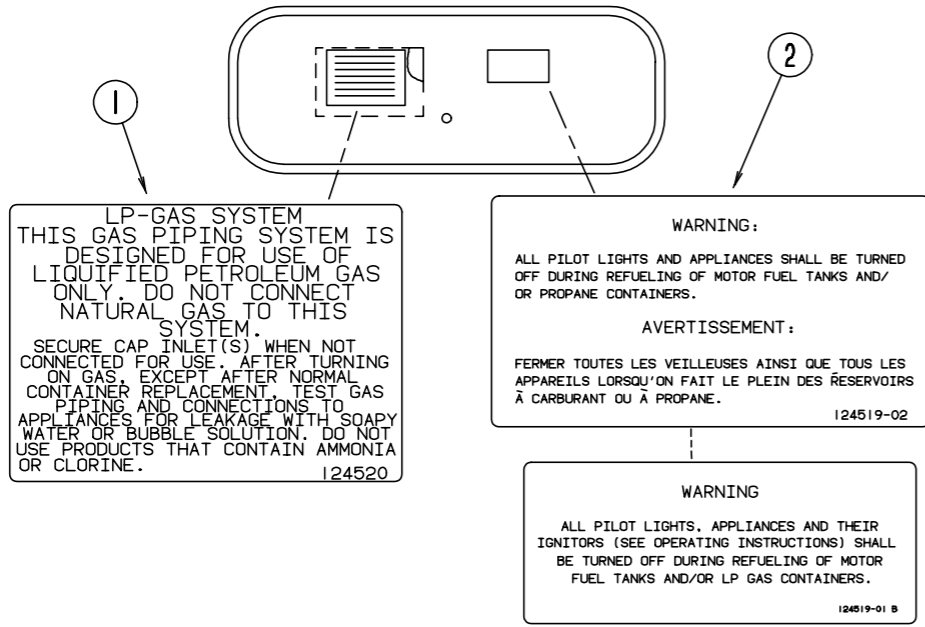 1
2
LP-GAS SYSTEM
THIS GAS PIPING SYSTEM IS
DESIGNED FOR USE OF
LIQUIFIED PETROLEUM GAS
ONLY. DO NOT CONNECT
NATURAL GAS TO THIS
SYSTEM.
SECURE CAP INLET(S) WHEN NOT
CONNECTED FOR USE. AFTER TURNING
ON GAS, EXCEPT AFTER NORMAL
CONTAINER REPLACEMENT, TEST GAS
PIPING AND CONNECTIONS TO
APPLIANCES FOR LEAKAGE WITH SOAPY
WATER OR BUBBLE SOLUTION. DO NOT
USE PRODUCTS THAT CONTAIN AMMONIA
OR CLORINE.
124520
WARNING:
ALL PILOT LIGHTS AND APPLIANCES SHALL BE TURNED
OFF DURING REFUELING OF MOTOR FUEL TANKS AND/
OR PROPANE CONTAINERS.
AVERTISSEMENT:
FERMER TOUTES LES VEILLEUSES AINSI QUE TOUS LES
APPAREILS LORSQU'ON FAIT LE PLEIN DES RESERVOIRS
À CARBURANT OU À PROPANE.
124519-02
WARNING
ALL PILOT LIGHTS, APPLIANCES AND THEIR
IGNITORS (SEE OPERATING INSTRUCTIONS) SHALL
BE TURNED OFF DURING REFUELING OF MOTOR
FUEL TANKS AND/OR LP GAS CONTAINERS.
124519-01 B